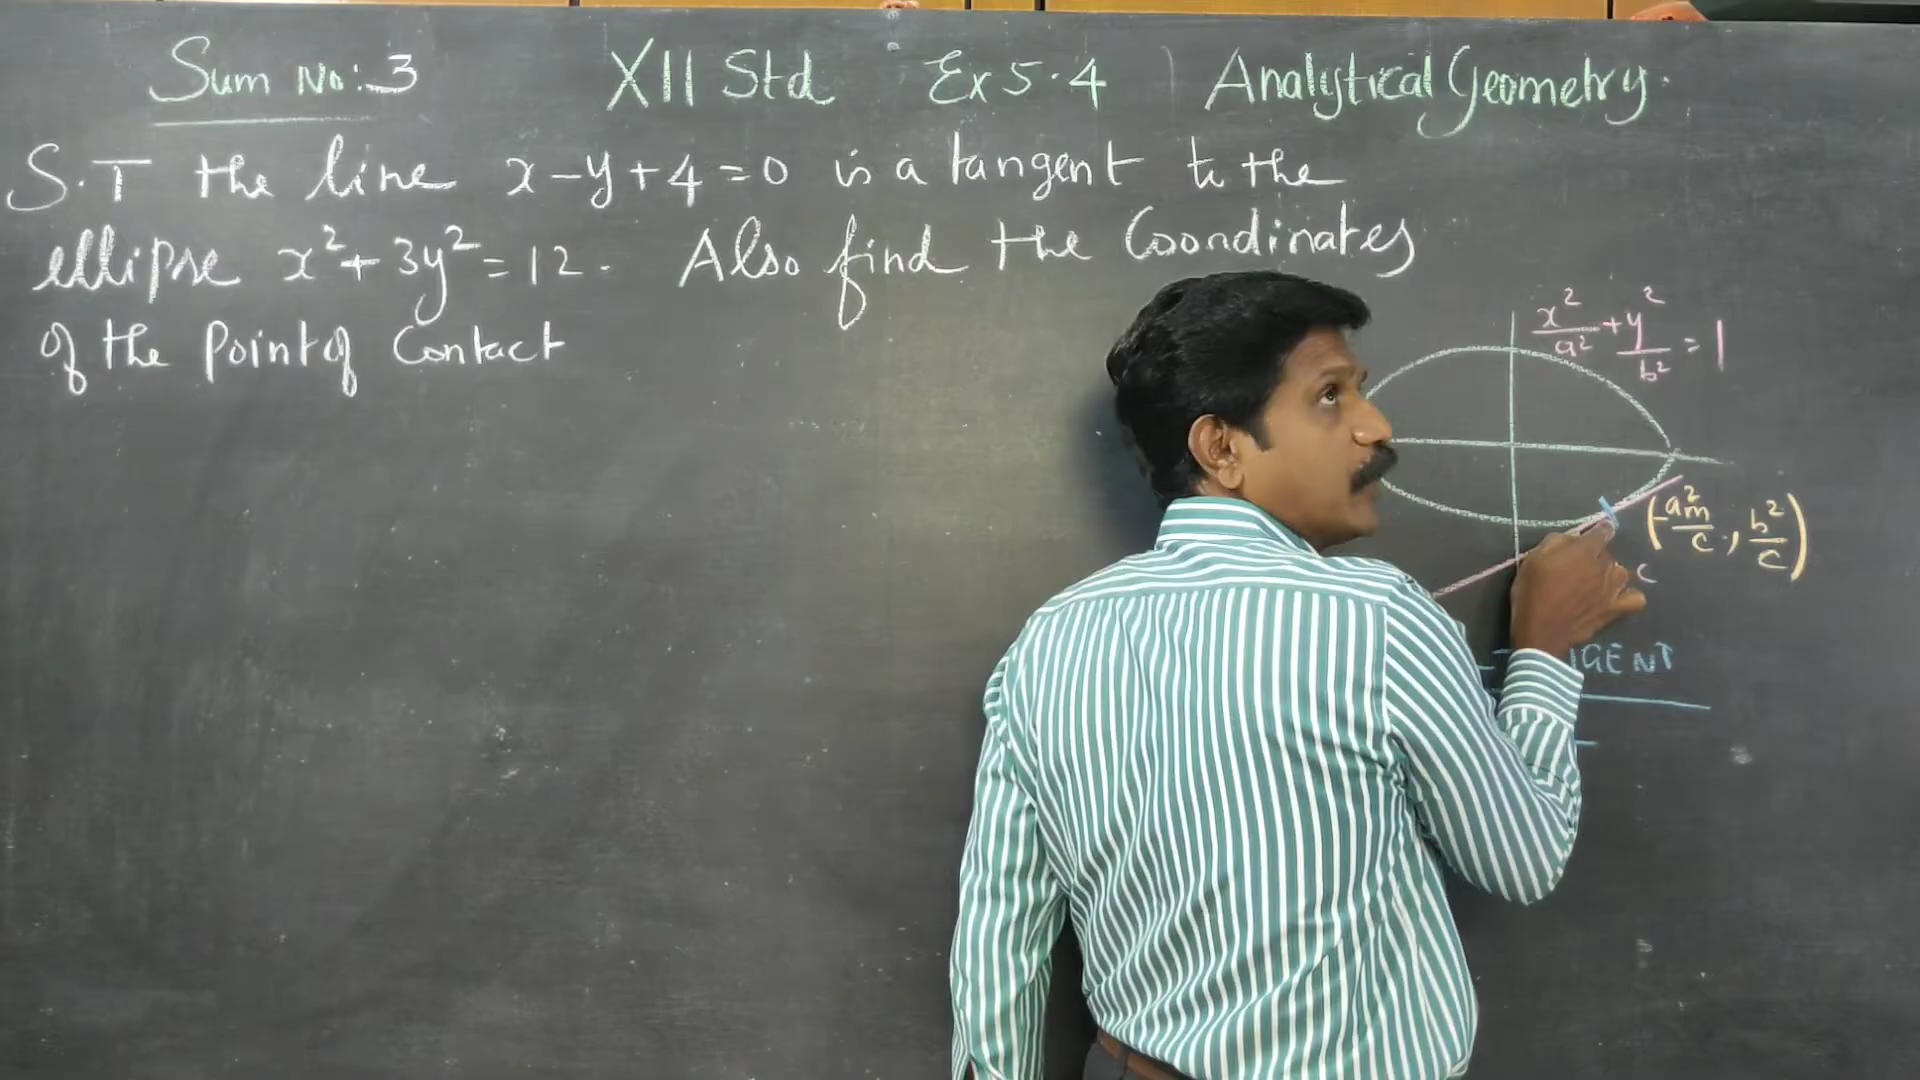 Sum No:-3 XII Std Ex 5.4 Analytical Geometry.
S.T the line x-y+4=0 is a tangent to the
ellipse x²+3y²=12. Also find the Coordinates
of the Point of Contact
x²/a² + y²/b² = 1
(-a²m/c, b²/c)
c